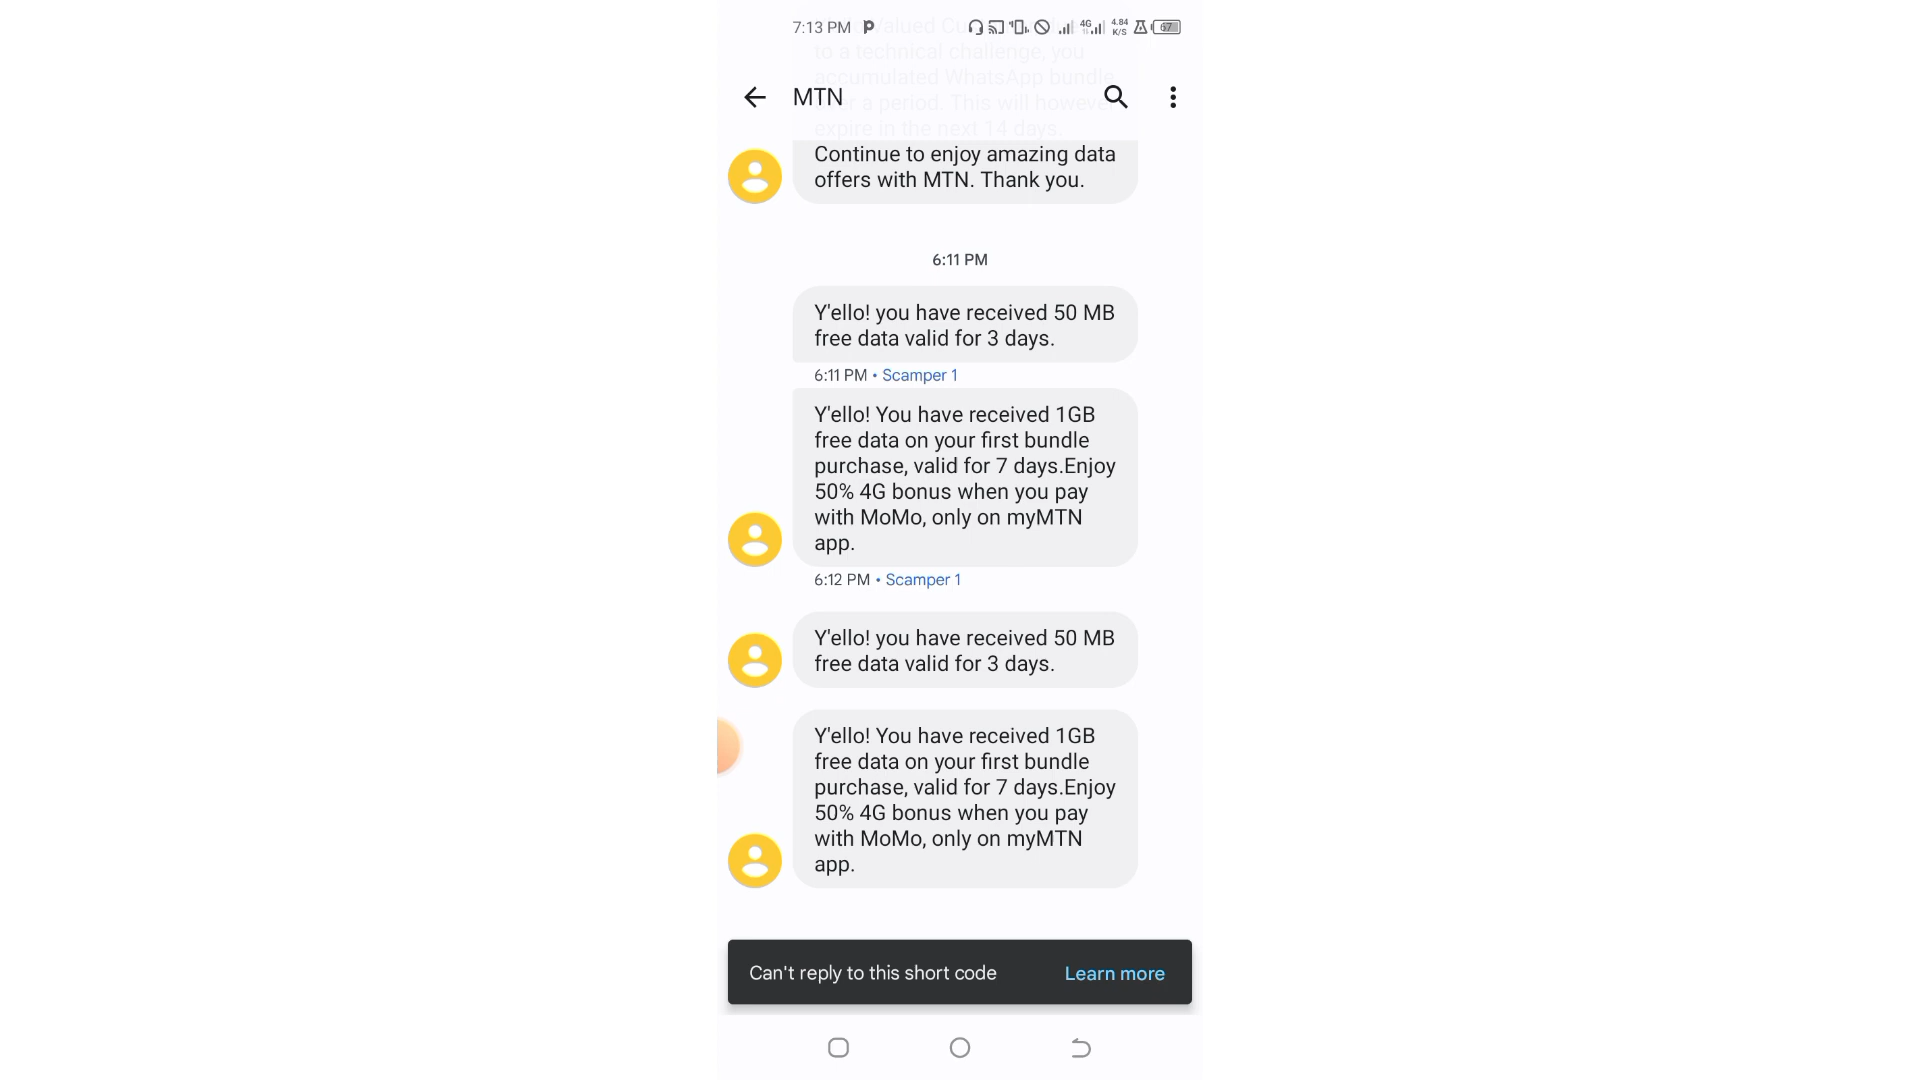 7:13 PM
4G
4.84
K/S
67
Valued Cu
to a technical challenge, you
accumulated WhatsApp bundle
MTN
a period. This will however
expire in the next 14 days.
Continue to enjoy amazing data
offers with MTN. Thank you.
6:11 PM
Y'ello! you have received 50 MB
free data valid for 3 days.
6:11 PM • Scamper 1
Y'ello! You have received 1GB
free data on your first bundle
purchase, valid for 7 days.Enjoy
50% 4G bonus when you pay
with MoMo, only on myMTN
app.
6:12 PM • Scamper 1
Y'ello! you have received 50 MB
free data valid for 3 days.
Y'ello! You have received 1GB
free data on your first bundle
purchase, valid for 7 days.Enjoy
50% 4G bonus when you pay
with MoMo, only on myMTN
app.
Can't reply to this short code
Learn more